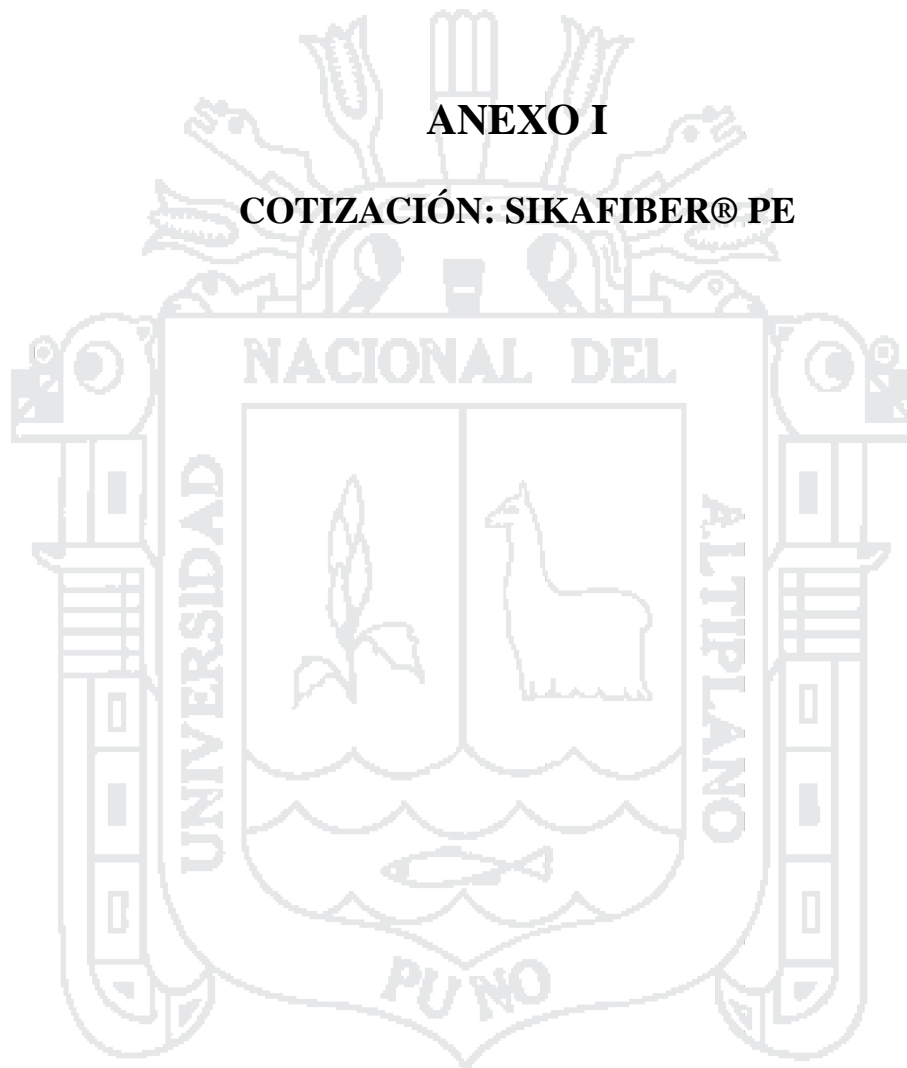 ANEXO I
COTIZACIÓN: SIKAFIBER® PE
NACIONAL DEL
UNIVERSIDAD
ALTIPLANO
PUNO